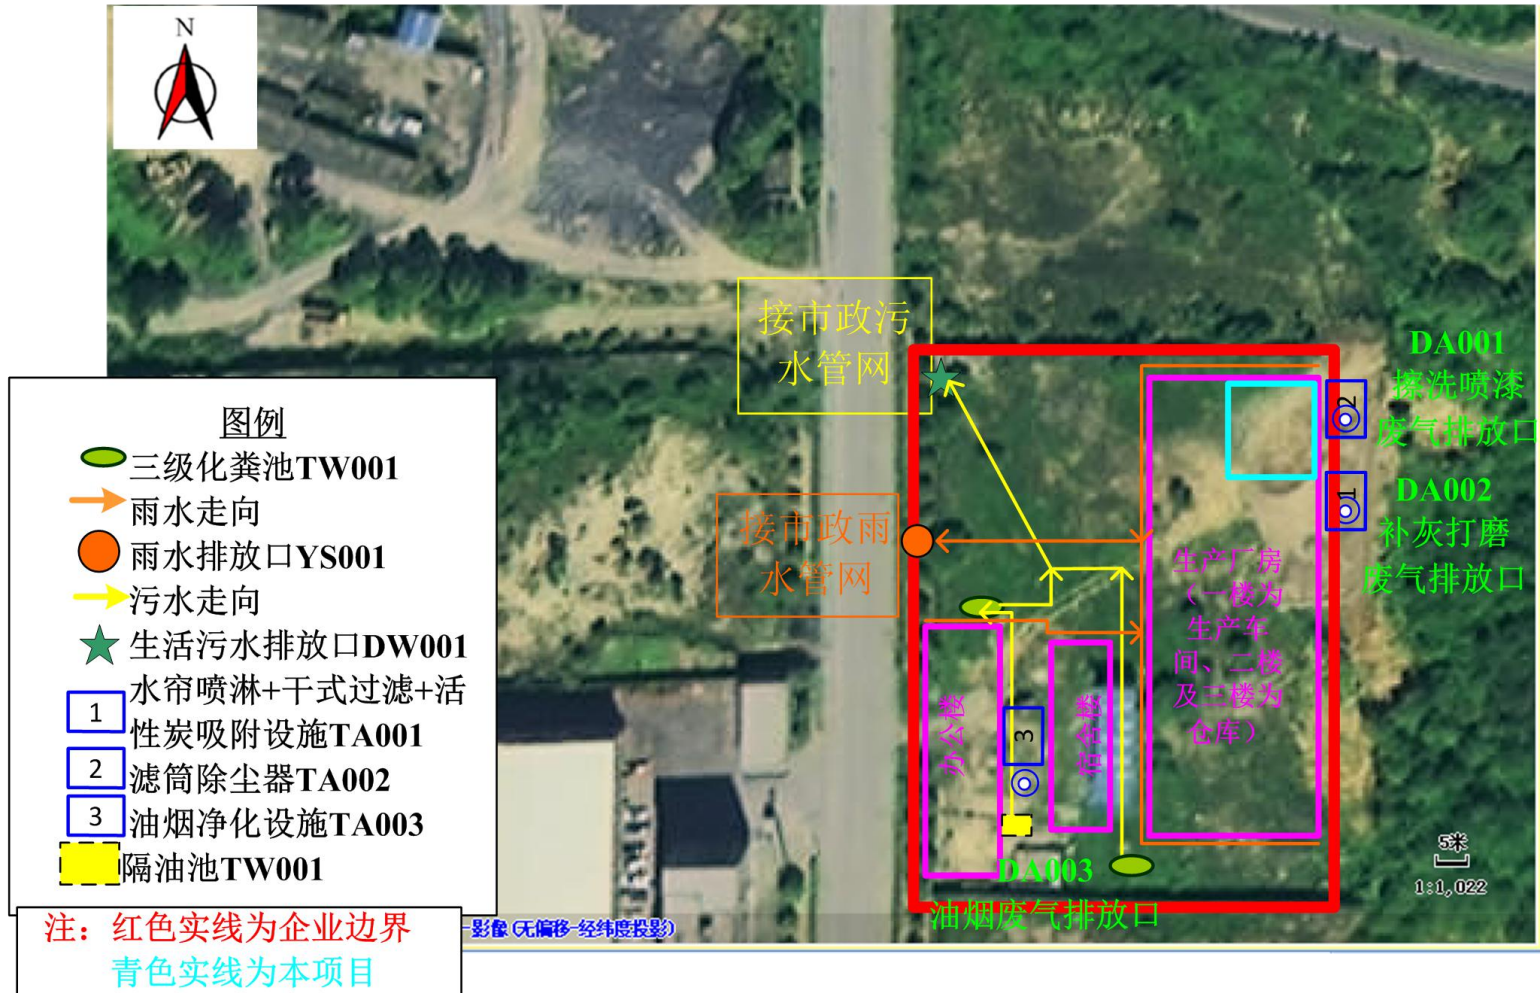 N
接市政污
水管网
DA001
擦洗喷漆
废气排放口
2
DA002
补灰打磨
废气排放口
1
接市政雨
水管网
生产厂房
（一楼为
生产车
间、二楼
及三楼为
仓库）
办公楼
3
宿舍楼
DA003
油烟废气排放口
5米
1:1,022
图例
三级化粪池TW001
雨水走向
雨水排放口YS001
污水走向
生活污水排放口DW001
1
水帘喷淋+干式过滤+活
性炭吸附设施TA001
2
滤筒除尘器TA002
3
油烟净化设施TA003
隔油池TW001
注：红色实线为企业边界
青色实线为本项目
-影像(无偏移-经纬度投影)